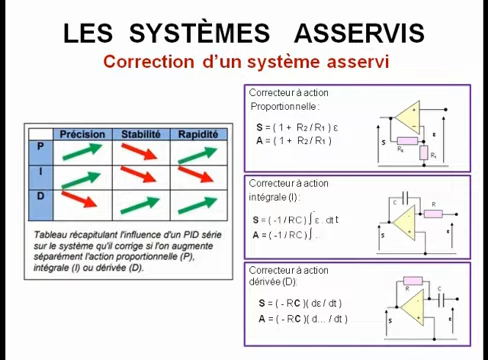 LES SYSTÈMES ASSERVIS
Correction d'un système asservi
Précision Stabilité Rapidité
P
I
D
Tableau récapitulant l'influence d'un PID série
sur le système qu'il corrige si l'on augmente
séparément l'action proportionnelle (P),
intégrale (I) ou dérivée (D).
Correcteur à action
Proportionnelle :
S = ( 1 + R2 / R1 ) ε
A = ( 1 + R2 / R1 )
S
ε
R2
R1
Correcteur à action
intégrale (I) :
S = ( -1/ RC ) ∫ ε dt t
A = ( -1 / RC ) ∫ .
C
R
S
ε
Correcteur à action
dérivée (D) :
S = ( - RC )( dε / dt )
A = ( - RC )( d... / dt )
R
C
S
ε